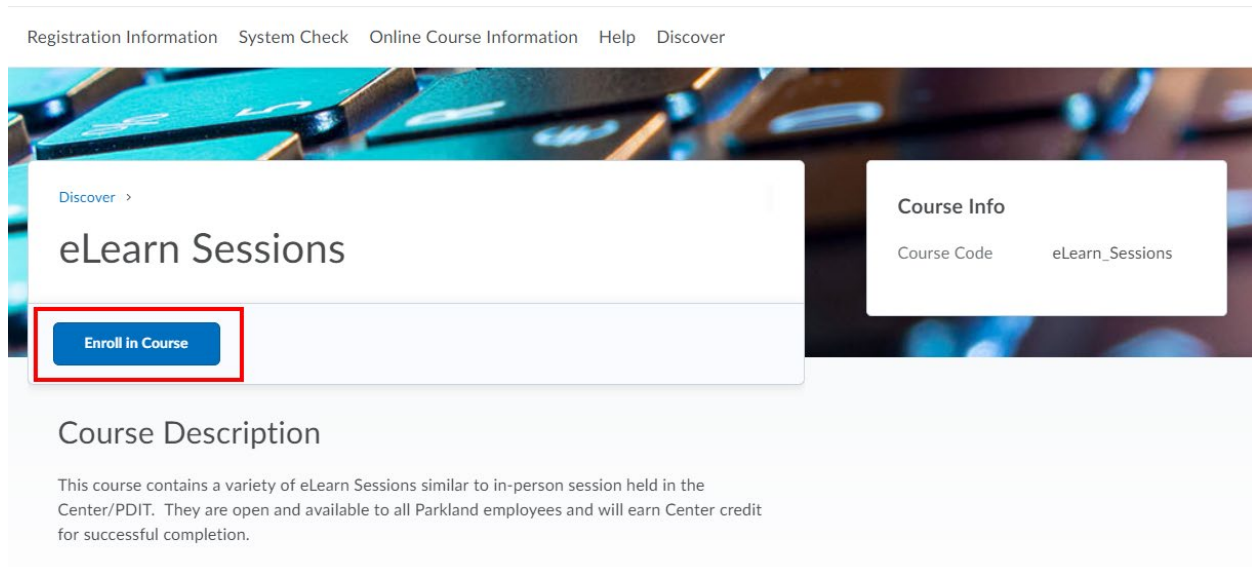 Registration Information System Check Online Course Information Help Discover
Discover >
eLearn Sessions
Enroll in Course
Course Info
Course Code eLearn_Sessions
Course Description
This course contains a variety of eLearn Sessions similar to in-person session held in the
Center/PDIT. They are open and available to all Parkland employees and will earn Center credit
for successful completion.